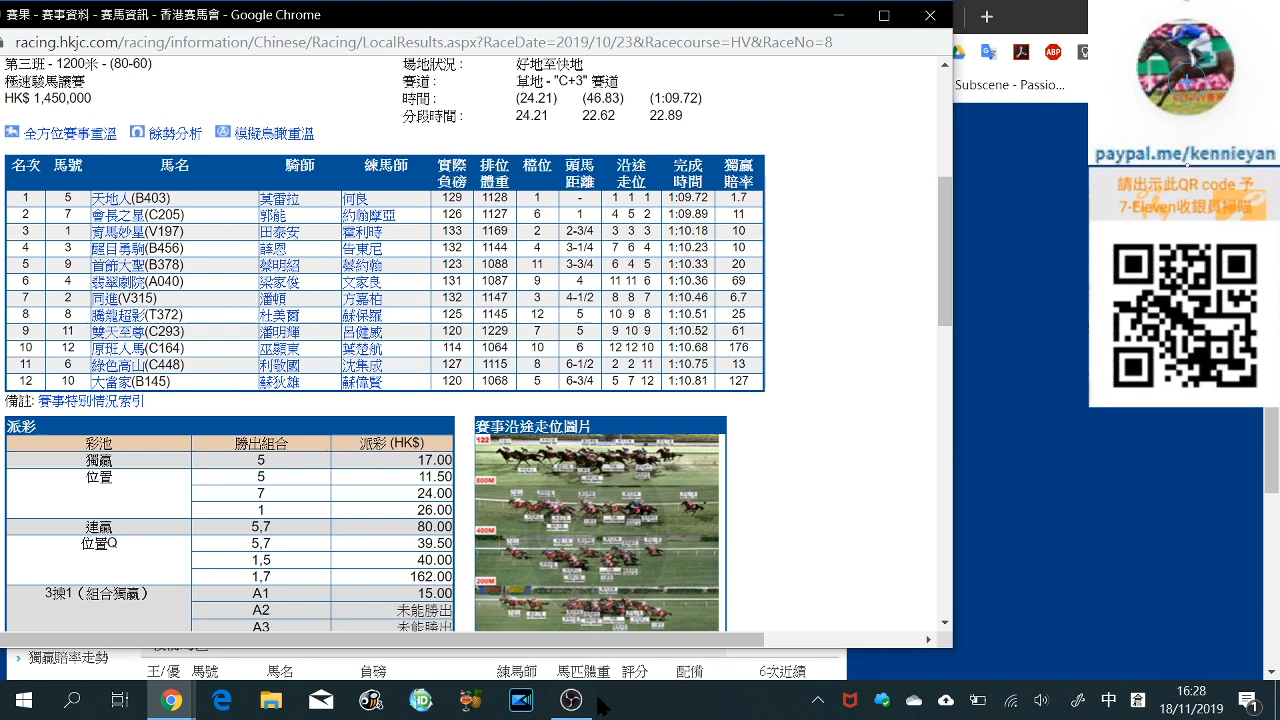 賽果 - 賽事資料 - 賽馬資訊 - 香港賽馬會 - Google Chrome
racing.hkjc.com/racing/information/Chinese/Racing/LocalResults.aspx?RaceDate=2019/10/23&Racecourse=HV&RaceNo=8
Subscene - Passio...
第三班 - 1200米 - (80-60) 場地狀況 : 好地至快地
極速駿馬讓賽 賽道 : 草地 - "C+3" 賽道
HK$ 1,450,000 時間 : (24.21) (46.83) (1:09.72)
分段時間 : 24.21 22.62 22.89
全方位賽事重溫 餘勢分析 模擬鳥瞰重溫
名次 馬號 馬名 騎師 練馬師 實際負磅 排位體重 檔位 頭馬距離 沿途走位 完成時間 獨贏賠率
1 5 天地人(B403) 莫雷拉 何良 129 1128 1 - 1 1 1 1:09.72 1.7
2 7 會長之星(C205) 郭能 約翰摩亞 126 1127 6 1 4 5 2 1:09.89 11
3 1 (V197) 田泰安 霍利時 133 1169 2 2-3/4 3 3 3 1:10.18 10
4 3 醒目勇駒(B456) 告東尼 132 1144 4 3-1/4 7 6 4 1:10.23 10
5 9 首飾大聖(B378) 蔡明紹 蔡約翰 123 1088 11 3-3/4 6 4 5 1:10.33 20
6 4 翡翠劇院(A040) 梁家俊 文家良 131 1087 9 4 11 11 6 1:10.36 69
7 2 同進(V315) 潘頓 方嘉柏 132 1147 3 4-1/2 8 8 7 1:10.46 6.7
8 8 騰龍超影(T372) 杜美爾 蘇保羅 125 1145 12 5 10 9 8 1:10.51 25
9 11 雙天至尊(C293) 潘明輝 呂健威 120 1229 7 5 9 10 9 1:10.52 61
10 12 原班人馬(C164) 巫顯東 葉楚航 114 1064 10 6 12 12 10 1:10.68 176
11 6 綠色高山(C448) 利敬國 沈集成 127 1115 8 6-1/2 2 2 11 1:10.75 13
12 10 大當家(B145) 蘇狄雄 蘇偉賢 120 1068 5 6-3/4 5 7 12 1:10.81 127
備註: 賽事特別情況索引
派彩 賽事沿途走位圖片
彩池 勝出組合 派彩 (HK$)
獨贏 5 17.00
位置 5 11.50
7 24.00
1 26.00
連贏 5,7 80.00
位置Q 5,7 39.50
1,5 40.00
1,7 162.00
3揀1（組合獨贏） A1 15.00
A2 未能勝出
A3 未能勝出
800M
400M
200M
獨贏賠率走勢
王/優 馬號 馬名 負磅 練馬師 馬匹體重 評分 配備 6次近績
paypal.me/kennieyan
請出示此QR code 予
7-Eleven收銀員掃瞄
ABP
中 倉
16:28
18/11/2019